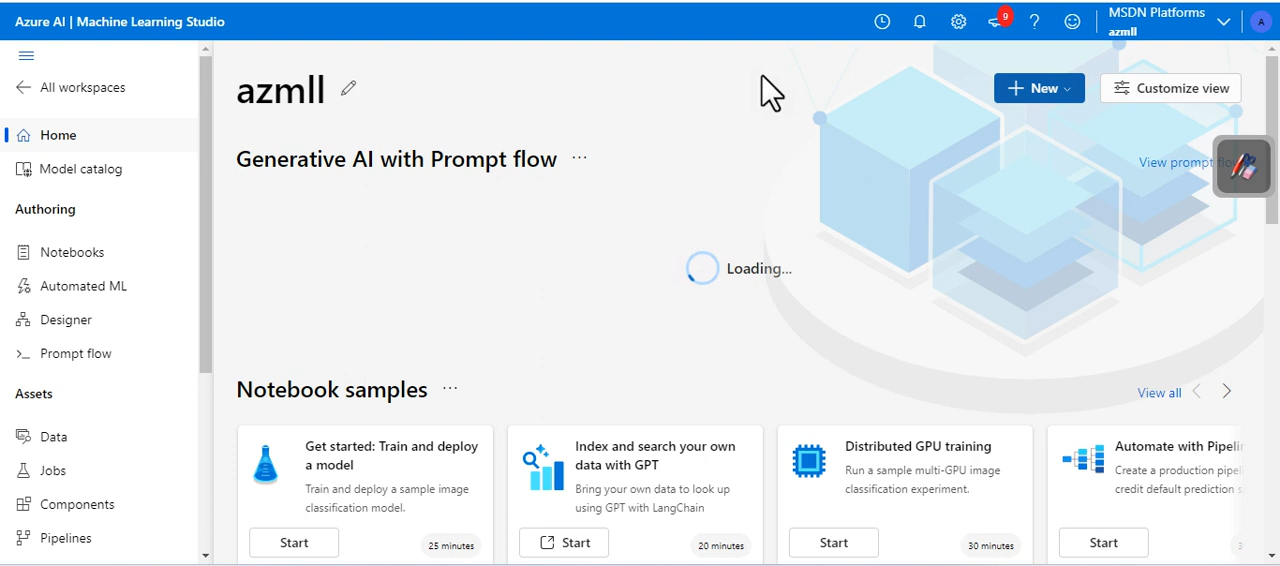 Azure AI | Machine Learning Studio
9
?
MSDN Platforms
azmll
A
All workspaces
Home
Model catalog
Authoring
Notebooks
Automated ML
Designer
Prompt flow
Assets
Data
Jobs
Components
Pipelines
azmll
New
Customize view
Generative AI with Prompt flow ...
View prompt
Loading...
Notebook samples ...
View all
Get started: Train and deploy
a model
Train and deploy a sample image
classification model.
Start
25 minutes
Index and search your own
data with GPT
Bring your own data to look up
using GPT with LangChain
Start
20 minutes
Distributed GPU training
Run a sample multi-GPU image
classification experiment.
Start
30 minutes
Automate with
Create a production
credit default prediction
Start